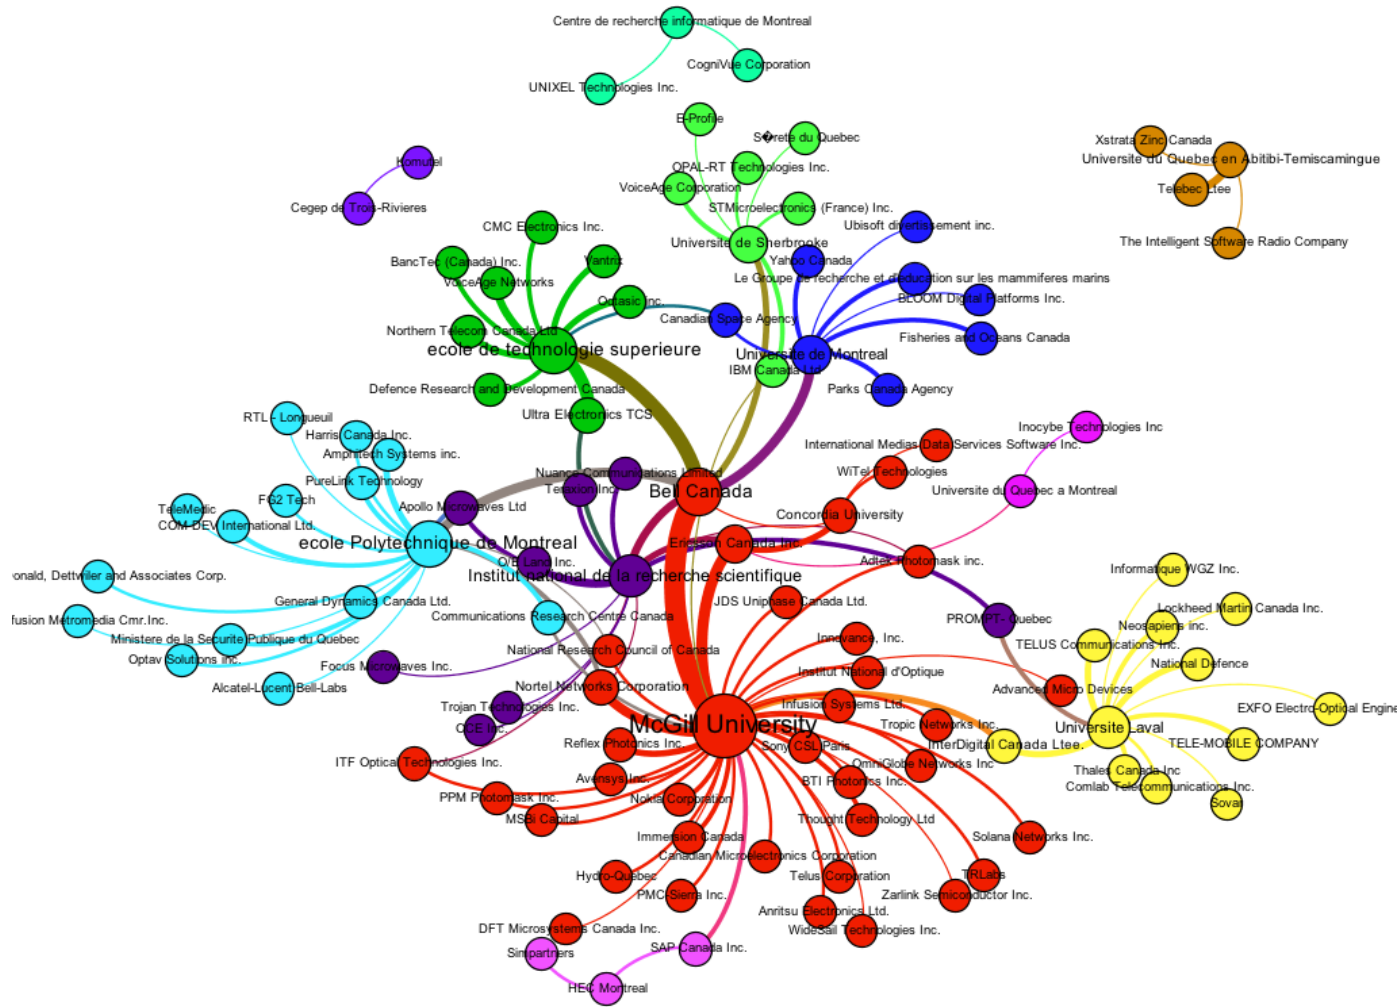 Centre de recherche informatique de Montreal
CogniVue Corporation
UNIXEL Technologies Inc.
E-Profile
S�rete du Quebec
Xstrata Zinc Canada
Universite du Quebec en Abitibi-Temiscamingue
Komutel
OPAL-RT Technologies Inc.
VoiceAge Corporation
Telebec Ltee
Cegep de Trois-Rivieres
STMicroelectronics (France) Inc.
CMC Electronics Inc.
Ubisoft divertissement inc.
Universite de Sherbrooke
The Intelligent Software Radio Company
BancTec (Canada) Inc.
Vantrix
Yahoo Canada
VoiceAge Networks
Le Groupe de recherche et d'education sur les mammiferes marins
Octasic inc.
BLOOM Digital Platforms Inc.
Canadian Space Agency
Northern Telecom Canada Ltd
Fisheries and Oceans Canada
ecole de technologie superieure
Universite de Montreal
IBM Canada Ltd.
Defence Research and Development Canada
Parks Canada Agency
RTL - Longueuil
Ultra Electronics TCS
Inocybe Technologies Inc
Harris Canada Inc.
International Medias Data Services Software Inc.
Amphitech Systems inc.
Nuance Communications Limited
WiTel Technologies
PureLink Technology
Teraxion Inc.
Bell Canada
Universite du Quebec a Montreal
FG2 Tech
Apollo Microwaves Ltd
TeleMedic
Concordia University
COM DEV International Ltd.
ecole Polytechnique de Montreal
Ericsson Canada Inc.
O/E Land Inc.
Adtex Photomask inc.
Institut national de la recherche scientifique
Informatique WGZ Inc.
onald, Dettwiler and Associates Corp.
General Dynamics Canada Ltd.
JDS Uniphase Canada Ltd.
Lockheed Martin Canada Inc.
Communications Research Centre Canada
PROMPT- Quebec
fusion Metromedia Cmr.Inc.
Neosapiens inc.
Ministere de la Securite Publique du Quebec
Innovance, Inc.
TELUS Communications Inc.
National Research Council of Canada
Optav Solutions inc.
Focus Microwaves Inc.
National Defence
Institut National d'Optique
Alcatel-Lucent Bell-Labs
Nortel Networks Corporation
Advanced Micro Devices
Trojan Technologies Inc.
Infusion Systems Ltd.
EXFO Electro-Optical Engine
McGill University
Tropic Networks Inc.
Universite Laval
CCE Inc.
Reflex Photonics Inc.
Sony CSL Paris
InterDigital Canada Ltee.
TELE-MOBILE COMPANY
ITF Optical Technologies Inc.
OmniGlobe Networks Inc
Thales Canada Inc
Avensys Inc.
BTI Photonics Inc.
Comlab Telecommunications Inc.
PPM Photomask Inc.
Nokia Corporation
Sovar
MSBi Capital
Thought Technology Ltd
Immersion Canada
Solana Networks Inc.
Canadian Microelectronics Corporation
Hydro-Quebec
Telus Corporation
TRLabs
PMC-Sierra Inc.
Zarlink Semiconductor Inc.
Anritsu Electronics Ltd.
DFT Microsystems Canada Inc.
WideSail Technologies Inc.
Simpartners
SAP Canada Inc.
HEC Montreal